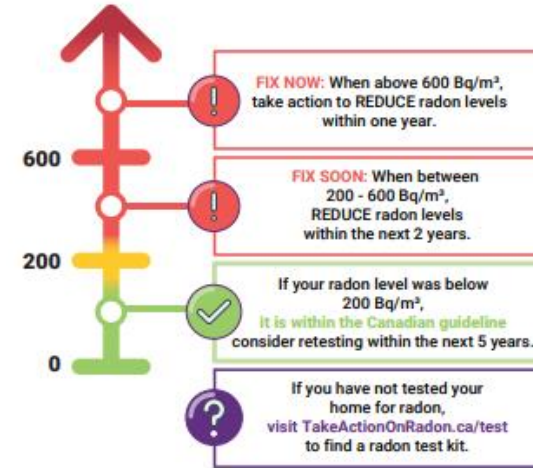 FIX NOW: When above 600 Bq/m³,
take action to REDUCE radon levels
within one year.
600
FIX SOON: When between
200 - 600 Bq/m³,
REDUCE radon levels
within the next 2 years.
200
If your radon level was below
200 Bq/m³,
it is within the Canadian guideline
consider retesting within the next 5 years.
0
If you have not tested your
home for radon,
visit TakeActionOnRadon.ca/test
to find a radon test kit.